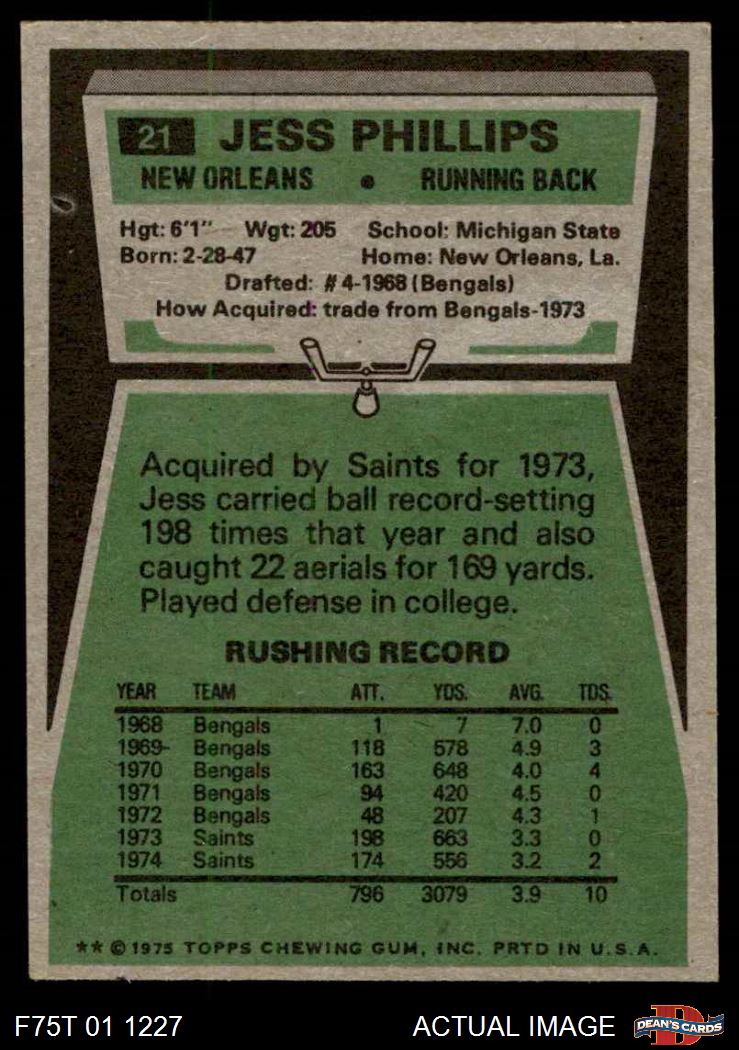 21 JESS PHILLIPS
NEW ORLEANS • RUNNING BACK
Hgt: 6'1" Wgt: 205 School: Michigan State
Born: 2-28-47 Home: New Orleans, La.
Drafted: #4-1968 (Bengals)
How Acquired: trade from Bengals-1973
Acquired by Saints for 1973,
Jess carried ball record-setting
198 times that year and also
caught 22 aerials for 169 yards.
Played defense in college.
RUSHING RECORD
YEAR TEAM ATT. YDS. AVG. TDS.
1968 Bengals 1 7 7.0 0
1969- Bengals 118 578 4.9 3
1970 Bengals 163 648 4.0 4
1971 Bengals 94 420 4.5 0
1972 Bengals 48 207 4.3 1
1973 Saints 198 663 3.3 0
1974 Saints 174 556 3.2 2
Totals 796 3079 3.9 10
** © 1975 TOPPS CHEWING GUM, INC. PRTD IN U.S.A.
F75T 01 1227 ACTUAL IMAGE DEAN'S CARDS